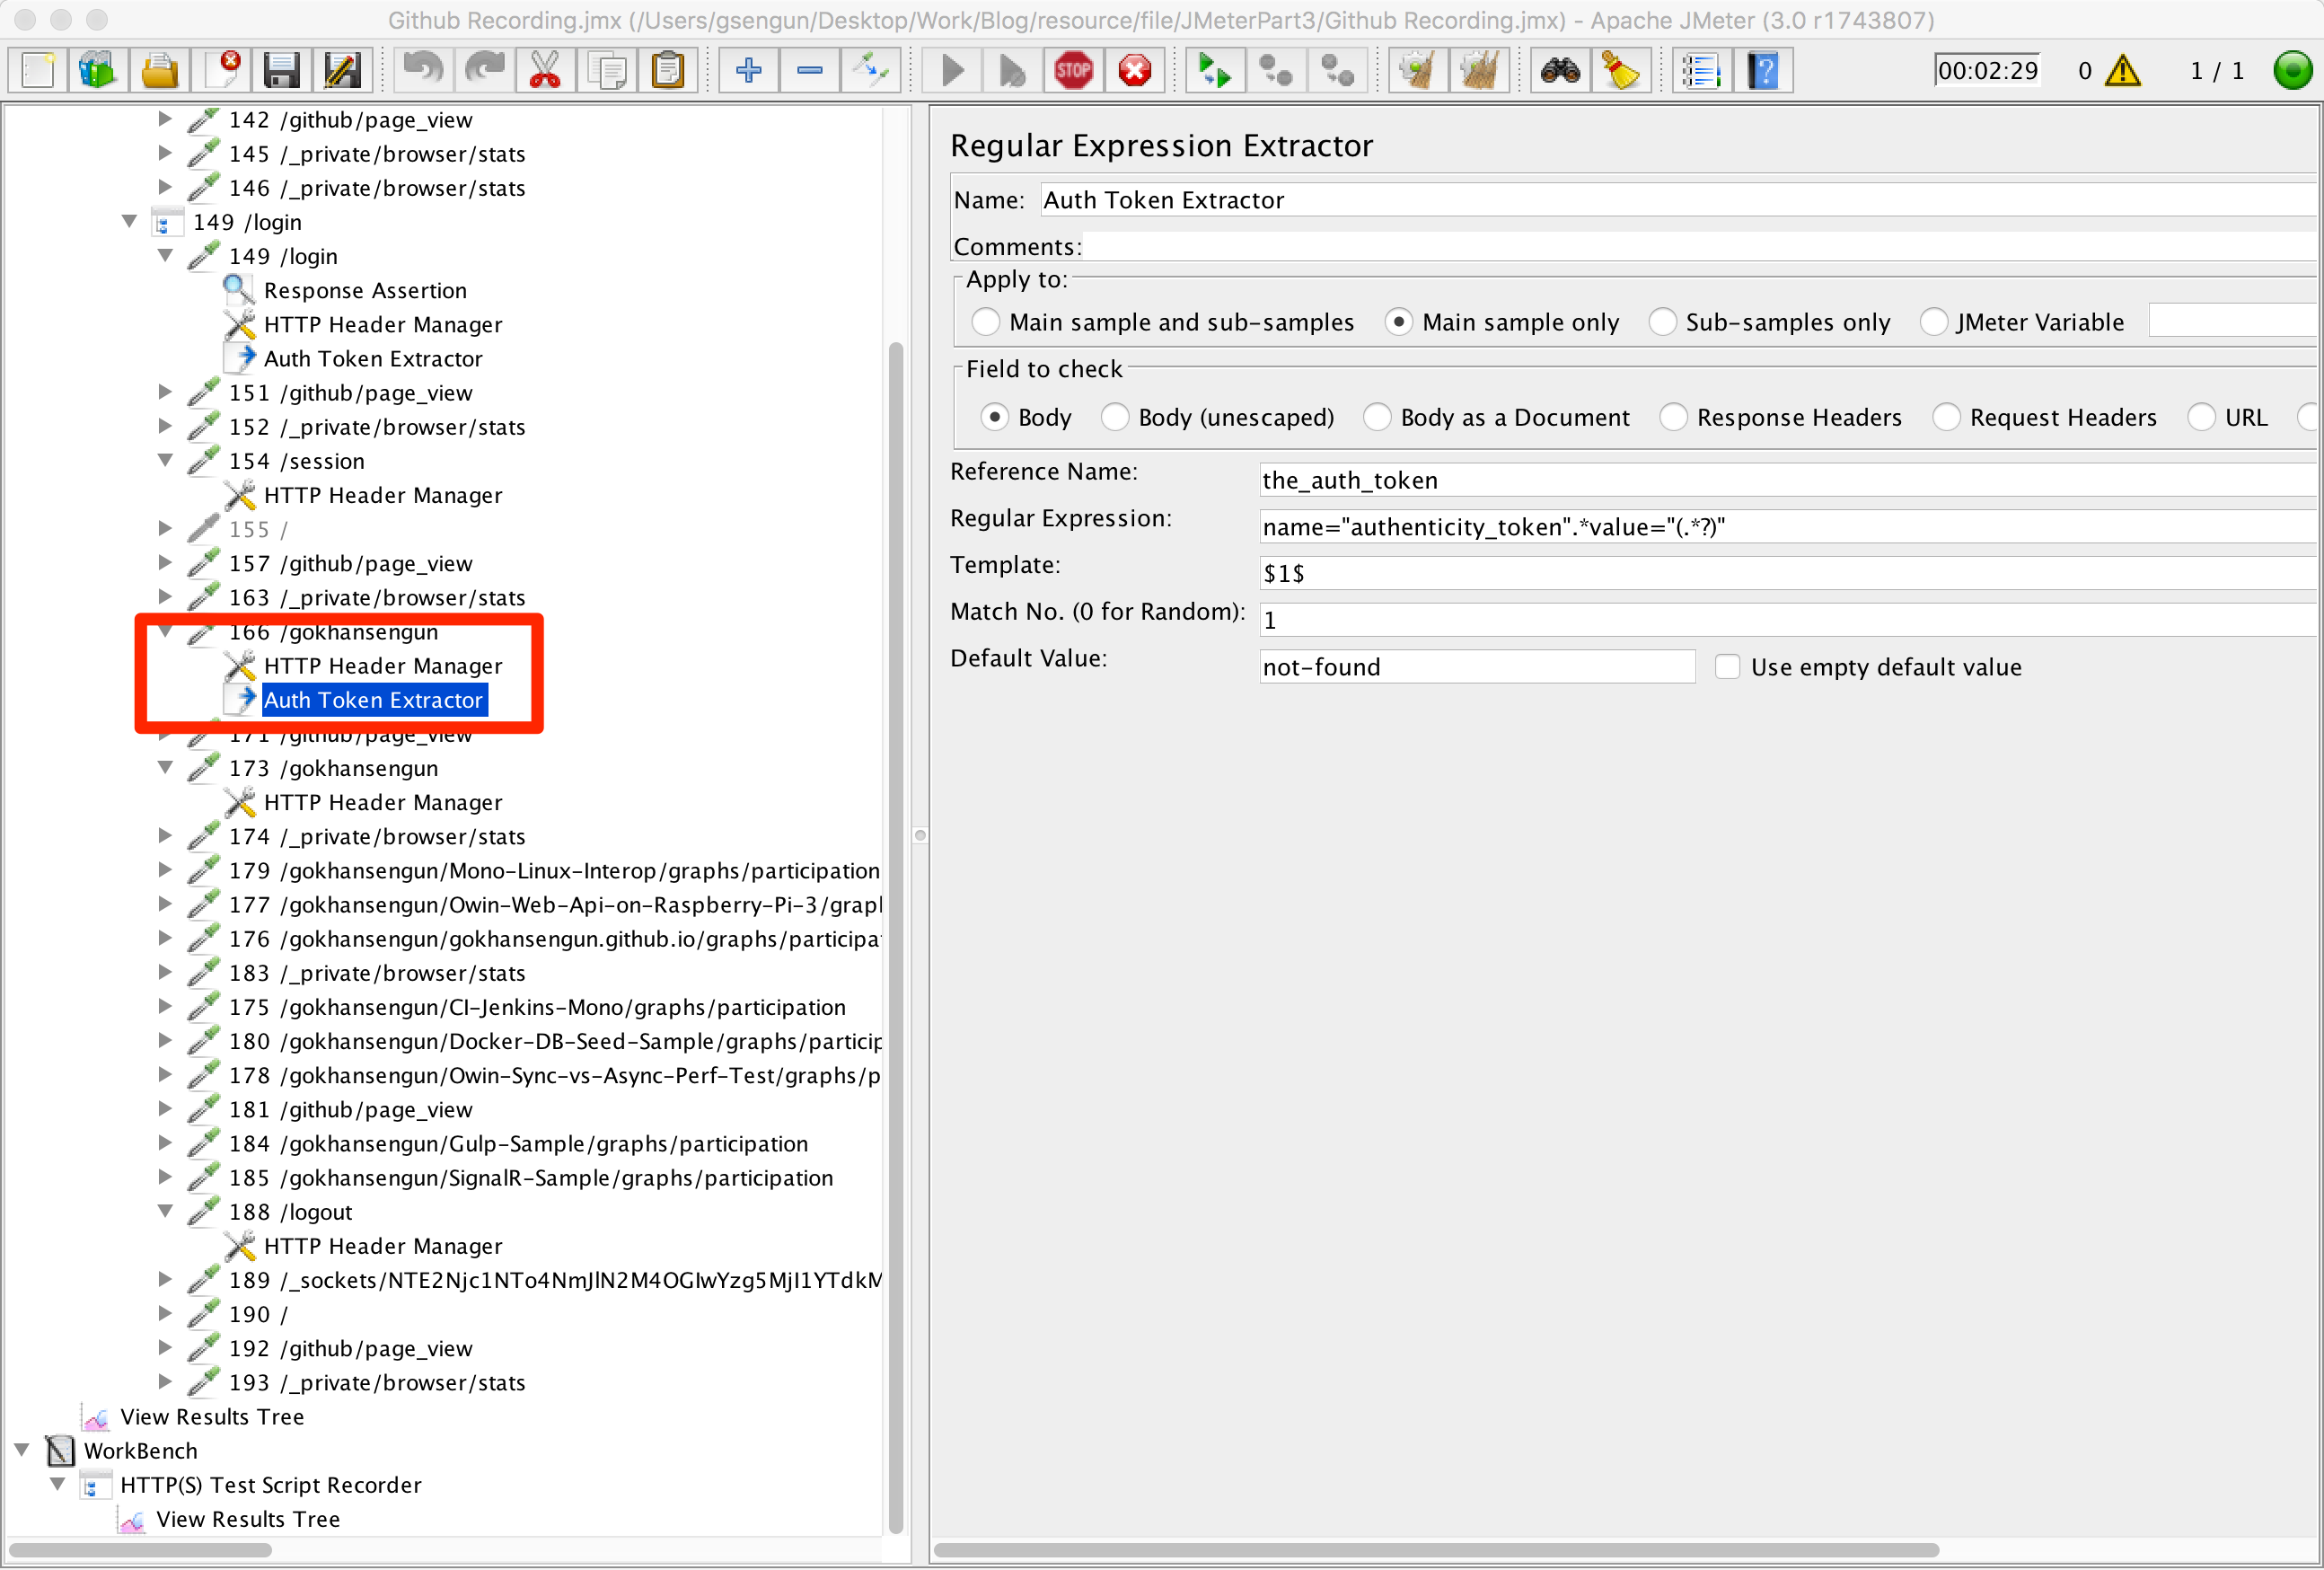 Github Recording.jmx (/Users/gsengun/Desktop/Work/Blog/resource/file/JMeterPart3/Github Recording.jmx) - Apache JMeter (3.0 r1743807)
STOP
00:02:29 0 1 / 1
142 /github/page_view
145 /_private/browser/stats
146 /_private/browser/stats
149 /login
149 /login
Response Assertion
HTTP Header Manager
Auth Token Extractor
151 /github/page_view
152 /_private/browser/stats
154 /session
HTTP Header Manager
155 /
157 /github/page_view
163 /_private/browser/stats
166 /gokhansengun
HTTP Header Manager
Auth Token Extractor
171 /github/page_view
173 /gokhansengun
HTTP Header Manager
174 /_private/browser/stats
179 /gokhansengun/Mono-Linux-Interop/graphs/participation
177 /gokhansengun/Owin-Web-Api-on-Raspberry-Pi-3/grap
176 /gokhansengun/gokhansengun.github.io/graphs/participa
183 /_private/browser/stats
175 /gokhansengun/CI-Jenkins-Mono/graphs/participation
180 /gokhansengun/Docker-DB-Seed-Sample/graphs/particip
178 /gokhansengun/Owin-Sync-vs-Async-Perf-Test/graphs/p
181 /github/page_view
184 /gokhansengun/Gulp-Sample/graphs/participation
185 /gokhansengun/SignalR-Sample/graphs/participation
188 /logout
HTTP Header Manager
189 /_sockets/
190 /
192 /github/page_view
193 /_private/browser/stats
View Results Tree
WorkBench
HTTP(S) Test Script Recorder
View Results Tree
Regular Expression Extractor
Name: Auth Token Extractor
Comments:
Apply to:
Main sample and sub-samples Main sample only Sub-samples only JMeter Variable
Field to check
Body Body (unescaped) Body as a Document Response Headers Request Headers URL
Reference Name: the_auth_token
Regular Expression: name="authenticity_token".*value="(.*?)"
Template: $1$
Match No. (0 for Random): 1
Default Value: not-found Use empty default value